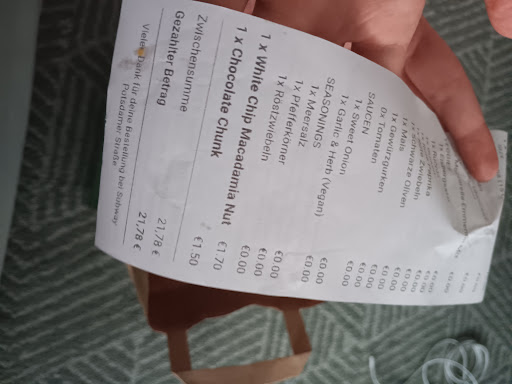 Zwiebeln
1x Schwarze Oliven €0.00
1x Mais €0.00
1x Gewürzgurken €0.00
0x Tomaten €0.00
SAUCEN
1x Sweet Onion €0.00
1x Garlic & Herb (Vegan) €0.00
SEASONINGS
1x Meersalz €0.00
1x Pfefferkörner €0.00
1x Röstzwiebeln €0.00
1 x White Chip Macadamia Nut €1.70
1 x Chocolate Chunk €1.50
Zwischensumme 21,78 €
Gezahlter Betrag 21,78 €
Vielen Dank für deine Bestellung bei Subway
Potsdamer Straße